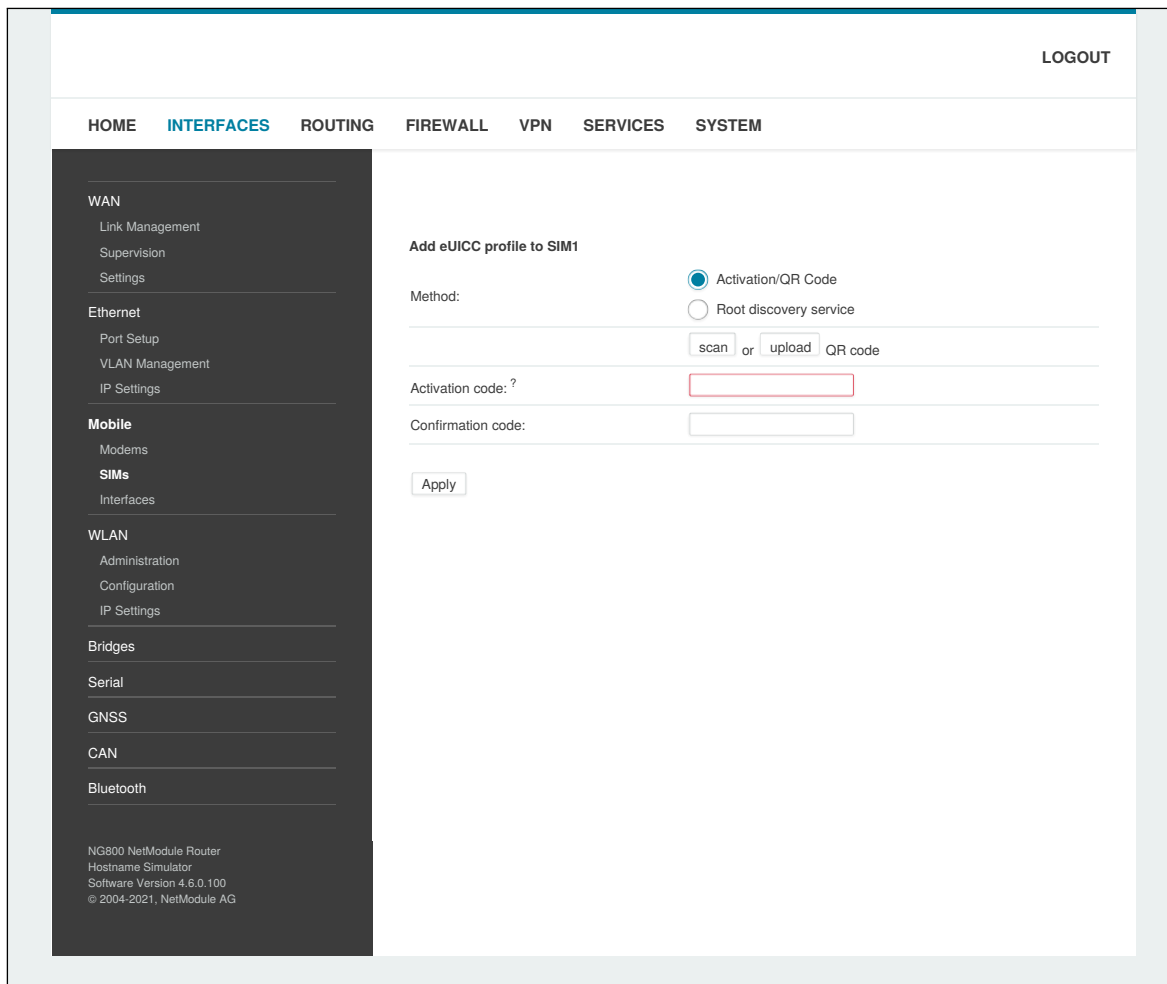 LOGOUT
HOME INTERFACES ROUTING FIREWALL VPN SERVICES SYSTEM
WAN
Link Management
Supervision
Settings
Ethernet
Port Setup
VLAN Management
IP Settings
Mobile
Modems
SIMs
Interfaces
WLAN
Administration
Configuration
IP Settings
Bridges
Serial
GNSS
CAN
Bluetooth
NG800 NetModule Router
Hostname Simulator
Software Version 4.6.0.100
© 2004-2021, NetModule AG
Add eUICC profile to SIM1
Method:
Activation/QR Code
Root discovery service
scan or upload QR code
Activation code: ?
Confirmation code:
Apply